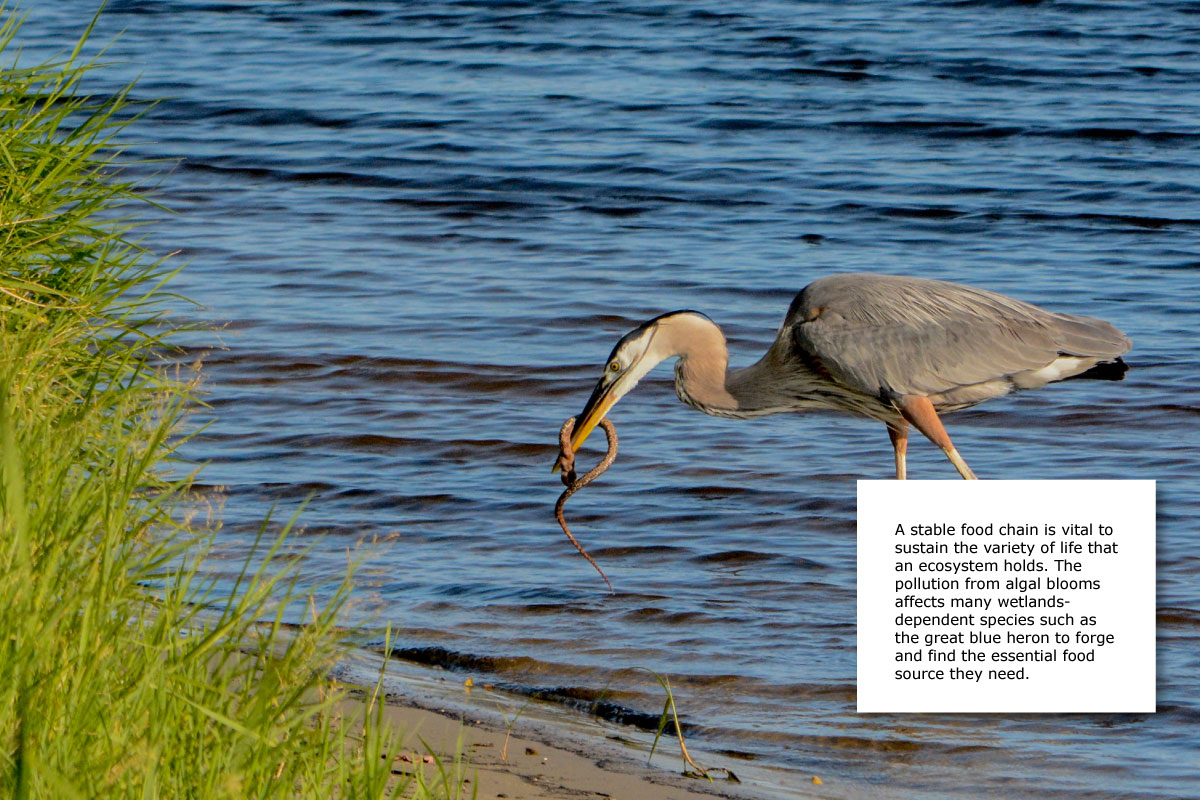 A stable food chain is vital to
sustain the variety of life that
an ecosystem holds. The
pollution from algal blooms
affects many wetlands-
dependent species such as
the great blue heron to forge
and find the essential food
source they need.